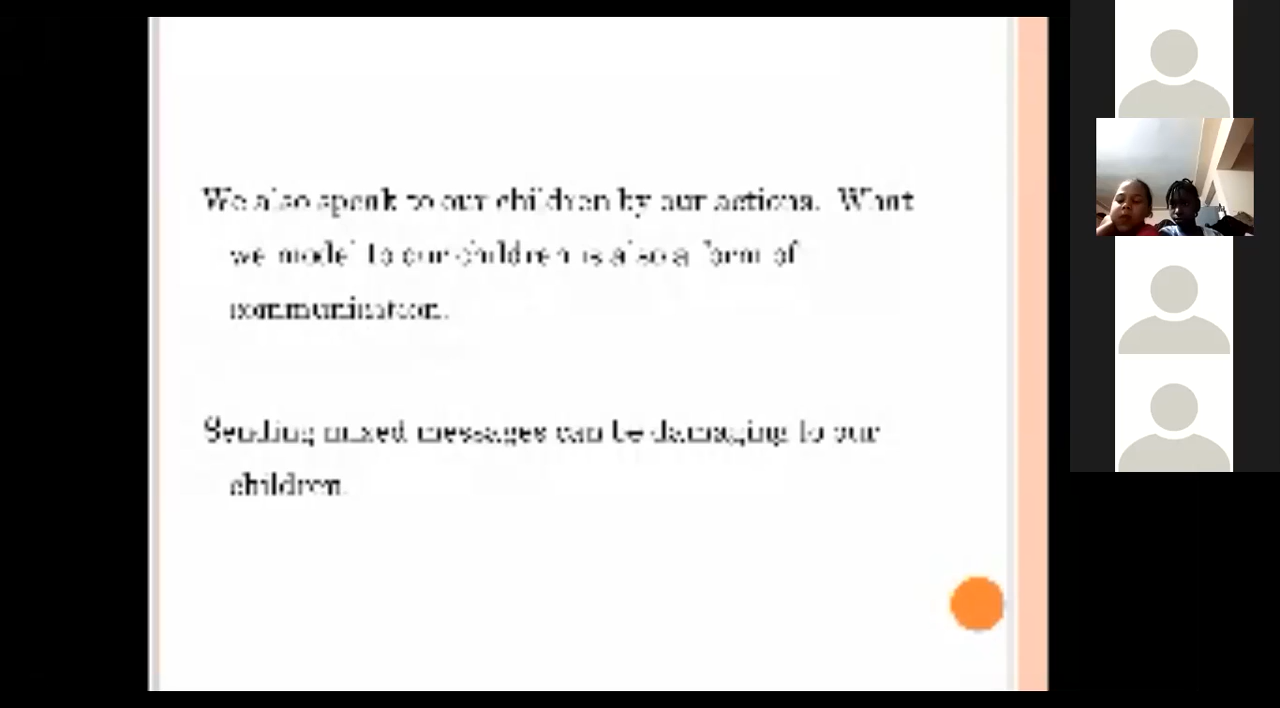 We also speak to our children by our actions. What
we model to our children is also a form of
communication.
Sending mixed messages can be damaging to our
children.